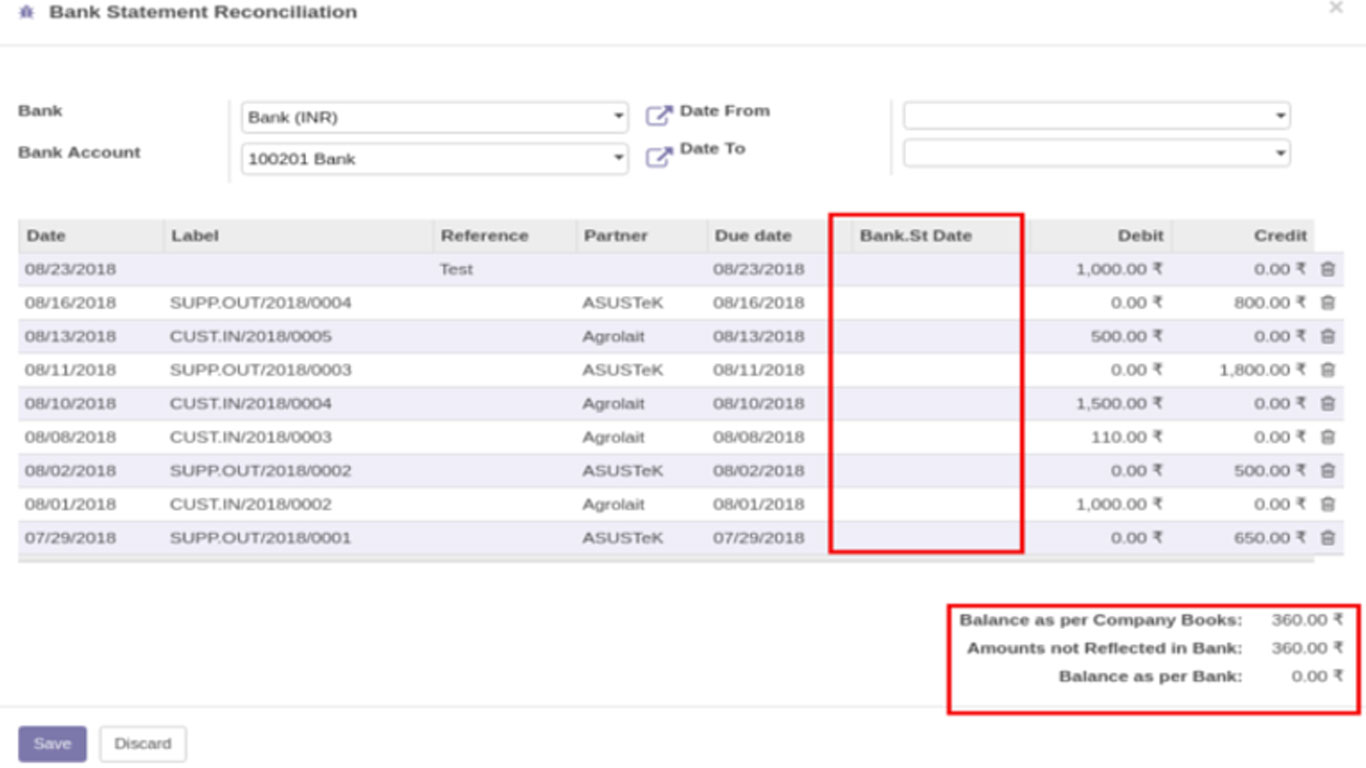 Bank Statement Reconciliation ×
Bank Bank (INR) Date From
Bank Account 100201 Bank Date To
Date Label Reference Partner Due date Bank.St Date Debit Credit
08/23/2018 Test 08/23/2018 1,000.00 ₹ 0.00 ₹
08/16/2018 SUPP.OUT/2018/0004 ASUSTeK 08/16/2018 0.00 ₹ 800.00 ₹
08/13/2018 CUST.IN/2018/0005 Agrolait 08/13/2018 500.00 ₹ 0.00 ₹
08/11/2018 SUPP.OUT/2018/0003 ASUSTeK 08/11/2018 0.00 ₹ 1,800.00 ₹
08/10/2018 CUST.IN/2018/0004 Agrolait 08/10/2018 1,500.00 ₹ 0.00 ₹
08/08/2018 CUST.IN/2018/0003 Agrolait 08/08/2018 110.00 ₹ 0.00 ₹
08/02/2018 SUPP.OUT/2018/0002 ASUSTeK 08/02/2018 0.00 ₹ 500.00 ₹
08/01/2018 CUST.IN/2018/0002 Agrolait 08/01/2018 1,000.00 ₹ 0.00 ₹
07/29/2018 SUPP.OUT/2018/0001 ASUSTeK 07/29/2018 0.00 ₹ 650.00 ₹
Balance as per Company Books: 360.00 ₹
Amounts not Reflected in Bank: 360.00 ₹
Balance as per Bank: 0.00 ₹
Save Discard